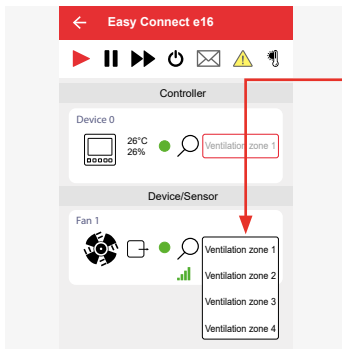 Easy Connect e16
Controller
Device 0
26°C
26%
Ventilation zone 1
Device/Sensor
Fan 1
Ventilation zone 1
Ventilation zone 2
Ventilation zone 3
Ventilation zone 4